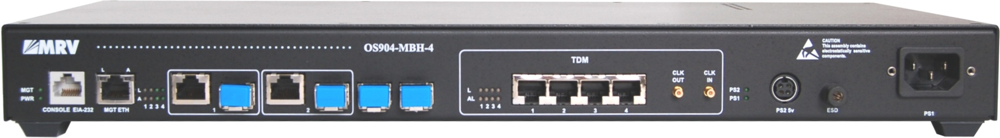 MRV
OS904-MBH-4
MGT
PWR
CONSOLE EIA-232
L A
MGT ETH
L
A
1 2 3 4
1
2
TDM
L
AL
1 2 3 4
1 2 3 4
CLK
OUT
CLK
IN
PS2
PS1
PS2 5v
ESD
CAUTION
This assembly contains
electrostatically sensitive
components.
PS1